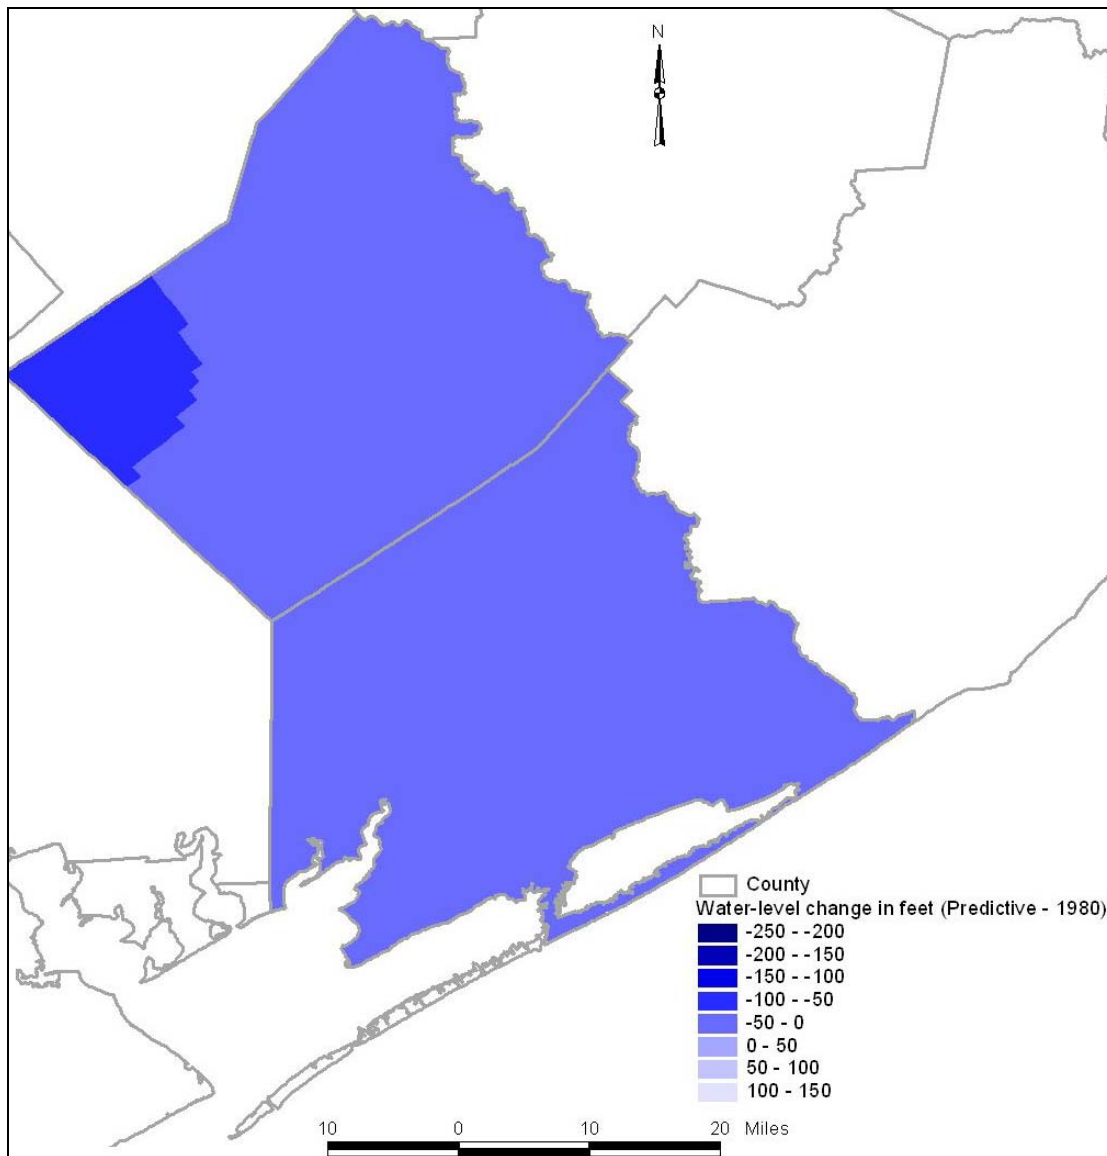 N
County
Water-level change in feet (Predictive - 1980)
-250 - -200
-200 - -150
-150 - -100
-100 - -50
-50 - 0
0 - 50
50 - 100
100 - 150
10 0 10 20 Miles